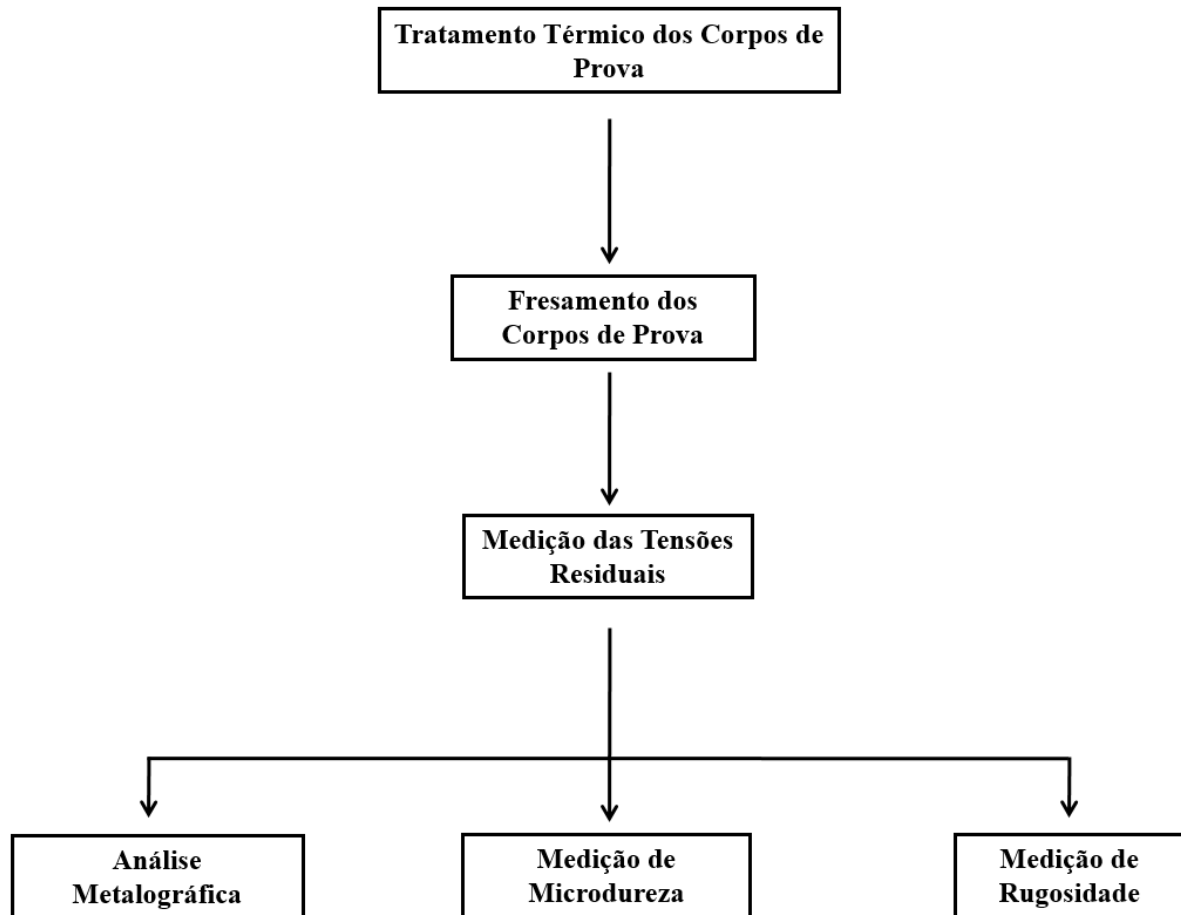 Tratamento Térmico dos Corpos de
Prova
Fresamento dos
Corpos de Prova
Medição das Tensões
Residuais
Análise
Metalográfica
Medição de
Microdureza
Medição de
Rugosidade